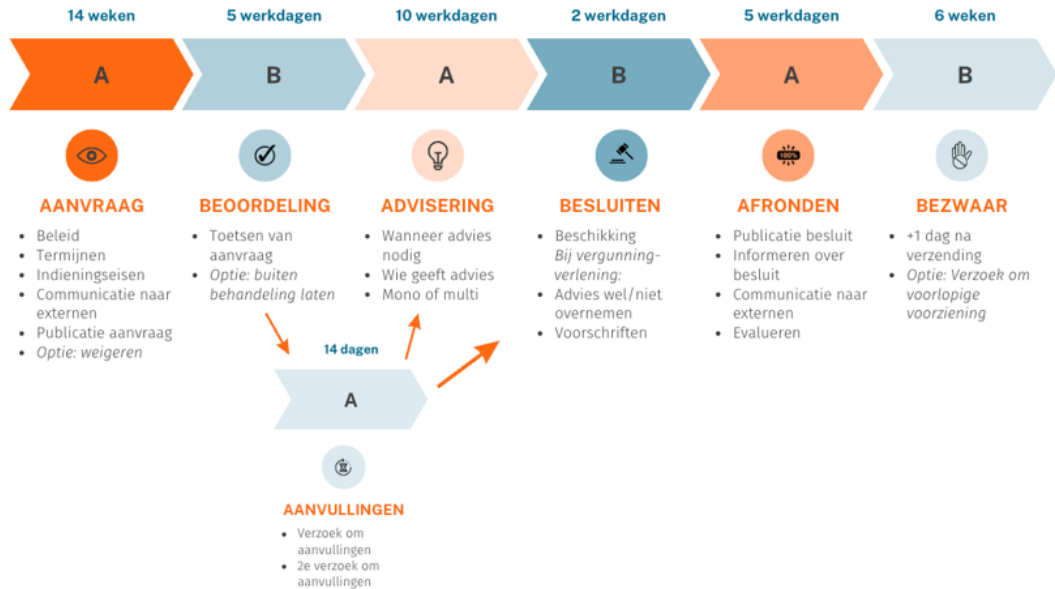 14 weken
5 werkdagen
10 werkdagen
2 werkdagen
5 werkdagen
6 weken
A
B
A
B
A
B
100%
AANVRAAG
• Beleid
• Termijnen
• Indieningseisen
• Communicatie naar
externen
• Publicatie aanvraag
• Optie: weigeren
BEOORDELING
• Toetsen van
aanvraag
• Optie: buiten
behandeling laten
ADVISERING
• Wanneer advies
nodig
• Wie geeft advies
• Mono of multi
BESLUITEN
• Beschikking
Bij vergunning-
verlening:
• Advies wel/niet
overnemen
• Voorschriften
AFRONDEN
• Publicatie besluit
• Informeren over
besluit
• Communicatie naar
externen
• Evalueren
BEZWAAR
• +1 dag na
verzending
• Optie: Verzoek om
voorlopige
voorziening
14 dagen
A
AANVULLINGEN
• Verzoek om
aanvullingen
• 2e verzoek om
aanvullingen